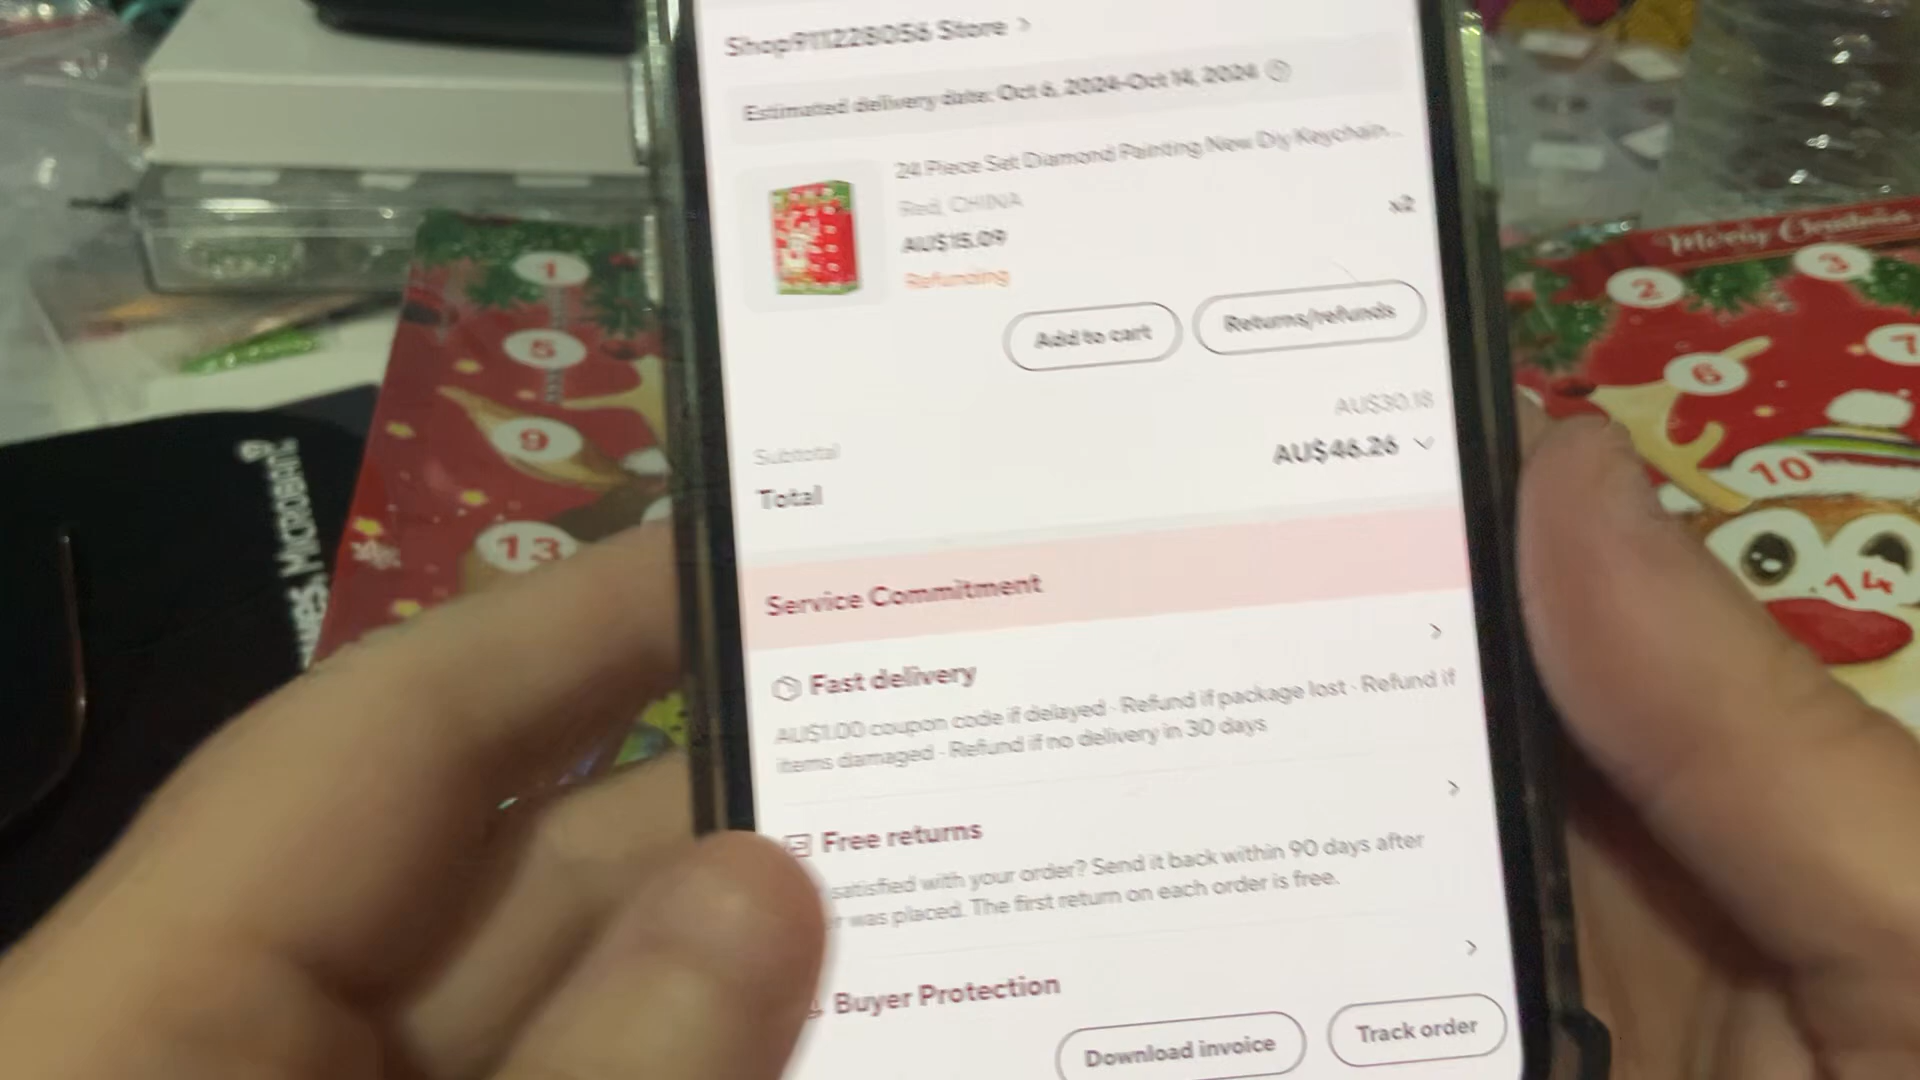 Shop911228056 Store >
Estimated delivery date: Oct 6, 2024-Oct 14, 2024
24 Piece Set Diamond Painting New Diy Keychain...
Red, CHINA
x2
AU$15.09
Refunding
Add to cart
Returns/refunds
Subtotal
AU$30.18
Total
AU$46.26
Service Commitment
Fast delivery
AU$1.00 coupon code if delayed · Refund if package lost · Refund if
items damaged · Refund if no delivery in 30 days
Free returns
satisfied with your order? Send it back within 90 days after
was placed. The first return on each order is free.
Buyer Protection
Download invoice
Track order
1
5
9
13
2
3
6
7
10
14
Merry